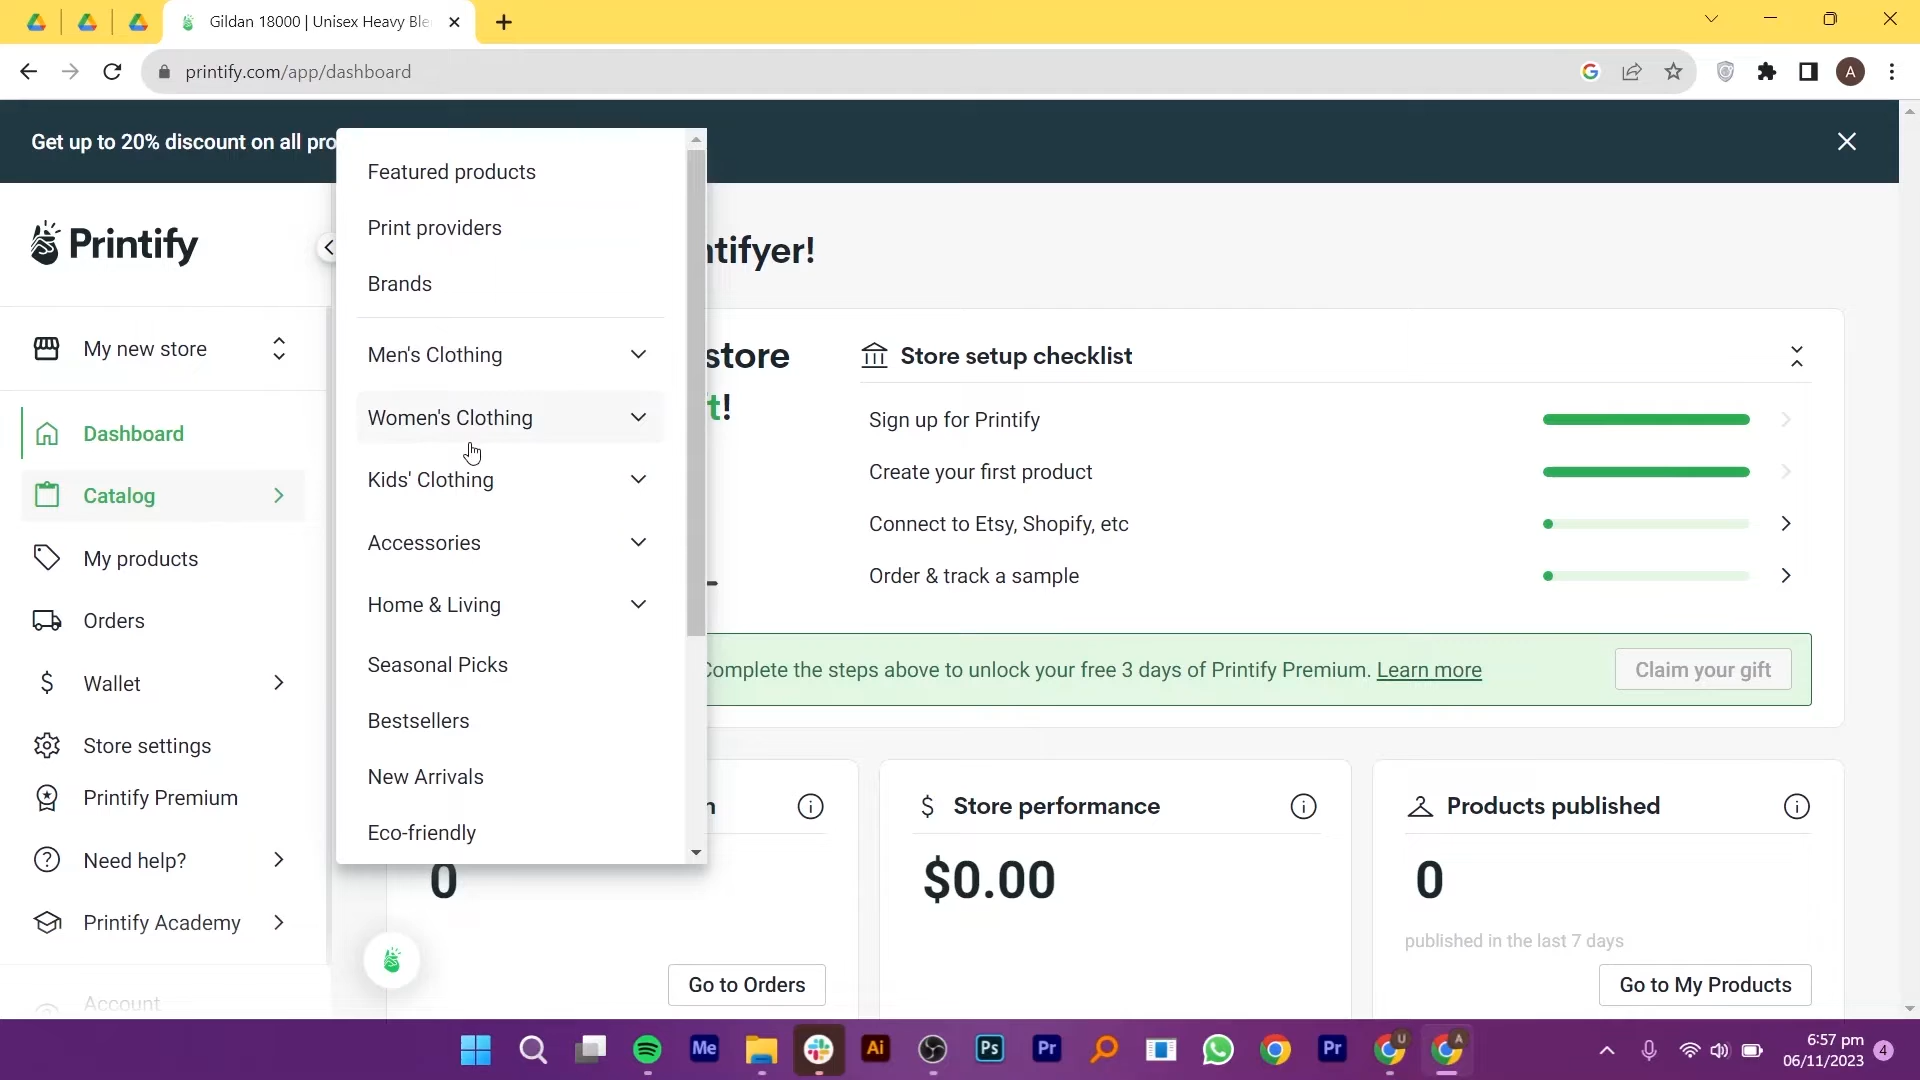 Gildan 18000 | Unisex Heavy Ble
printify.com/app/dashboard
A
Get up to 20% discount on all pro
Printify
My new store
Dashboard
Catalog
My products
Orders
Wallet
Store settings
Printify Premium
Need help?
Printify Academy
Account
Featured products
Print providers
Brands
Men's Clothing
Women's Clothing
Kids' Clothing
Accessories
Home & Living
Seasonal Picks
Bestsellers
New Arrivals
Eco-friendly
ntifyer!
store
t!
Store setup checklist
Sign up for Printify
Create your first product
Connect to Etsy, Shopify, etc
Order & track a sample
Complete the steps above to unlock your free 3 days of Printify Premium. Learn more
Claim your gift
n
0
Go to Orders
$ Store performance
$0.00
Products published
0
published in the last 7 days
Go to My Products
Me
Ai
Ps
Pr
Pr
U
A
6:57 pm
06/11/2023
4